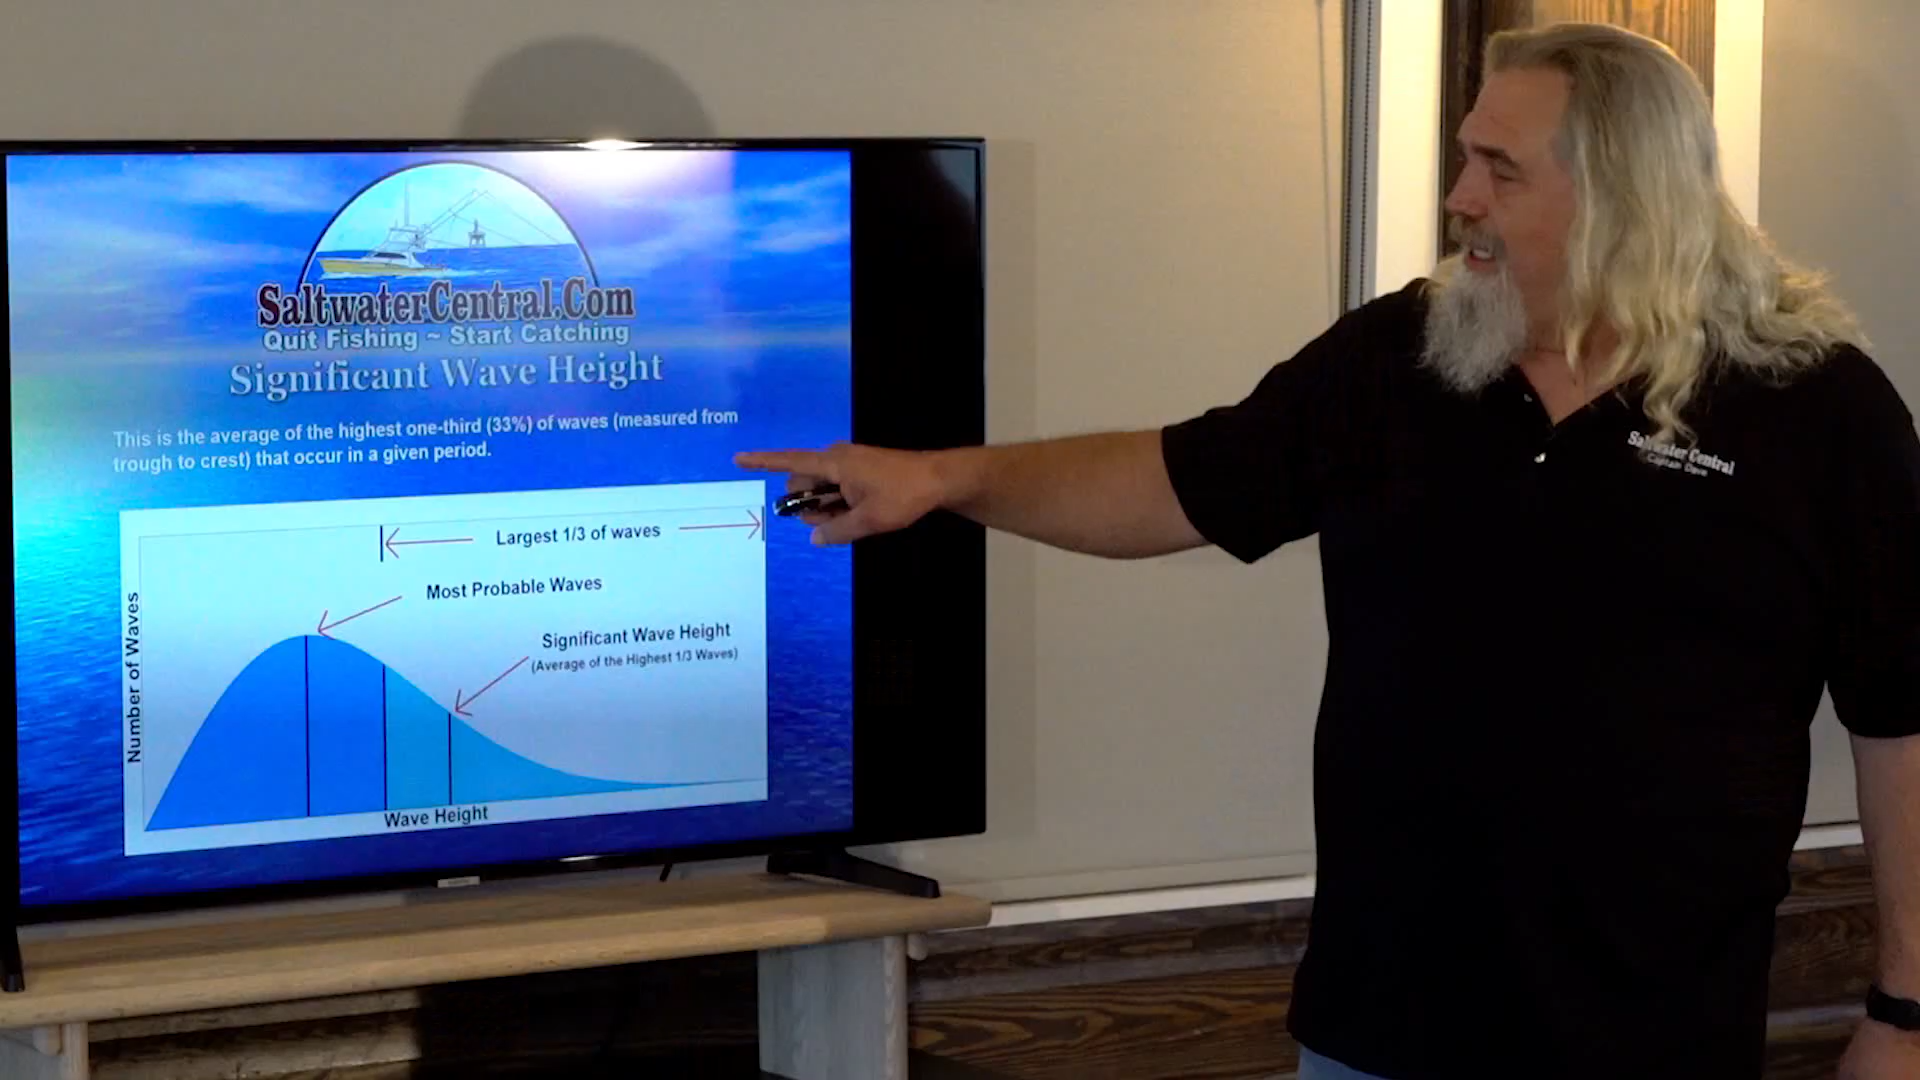 SaltwaterCentral.Com
Quit Fishing ~ Start Catching
Significant Wave Height
This is the average of the highest one-third (33%) of waves (measured from
trough to crest) that occur in a given period.
Largest 1/3 of waves
Most Probable Waves
Significant Wave Height
(Average of the Highest 1/3 Waves)
Number of Waves
Wave Height
Saltwater Central
Captain Dave